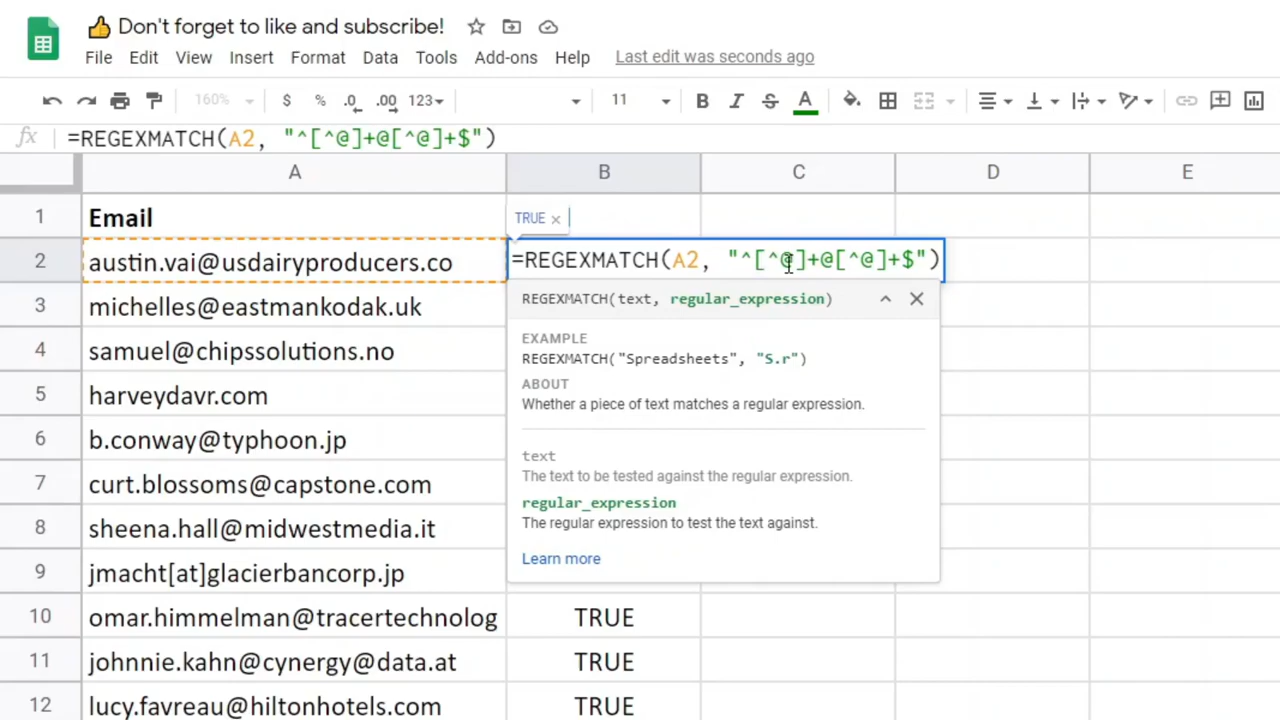 👍 Don't forget to like and subscribe!
File Edit View Insert Format Data Tools Add-ons Help Last edit was seconds ago
160% $ % .0 .00 123 11 B I S A
fx =REGEXMATCH(A2, "^[^@]+@[^@]+$")
A B C D E
1 Email TRUE ×
2 austin.vai@usdairyproducers.co =REGEXMATCH(A2, "^[^@]+@[^@]+$")
3 michelles@eastmankodak.uk REGEXMATCH(text, regular_expression)
EXAMPLE
4 samuel@chipssolutions.no REGEXMATCH("Spreadsheets", "S.r")
ABOUT
5 harveydavr.com Whether a piece of text matches a regular expression.
6 b.conway@typhoon.jp text
The text to be tested against the regular expression.
7 curt.blossoms@capstone.com regular_expression
8 sheena.hall@midwestmedia.it The regular expression to test the text against.
Learn more
9 jmacht[at]glacierbancorp.jp
10 omar.himmelman@tracertechnolog TRUE
11 johnnie.kahn@cynergy@data.at TRUE
12 lucy.favreau@hiltonhotels.com TRUE